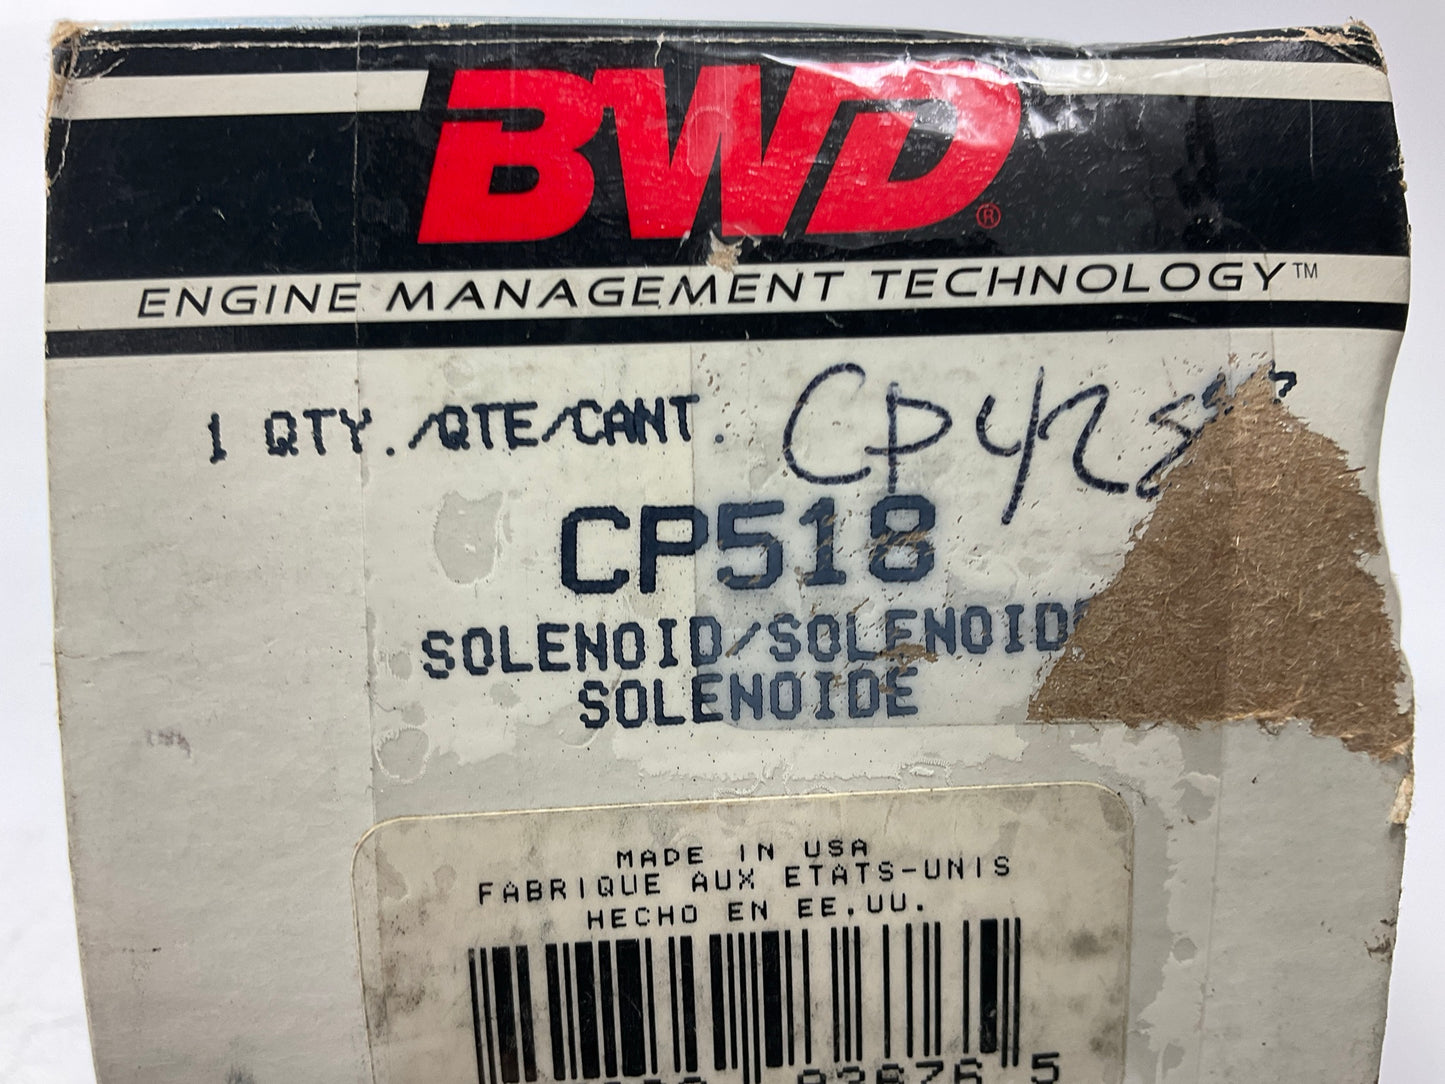 BWD®
ENGINE MANAGEMENT TECHNOLOGY™
1 QTY./QTE/CANT.
CP518
SOLENOID/SOLENOIDE
SOLENOIDE
MADE IN USA
FABRIQUE AUX ETATS-UNIS
HECHO EN EE.UU.
5